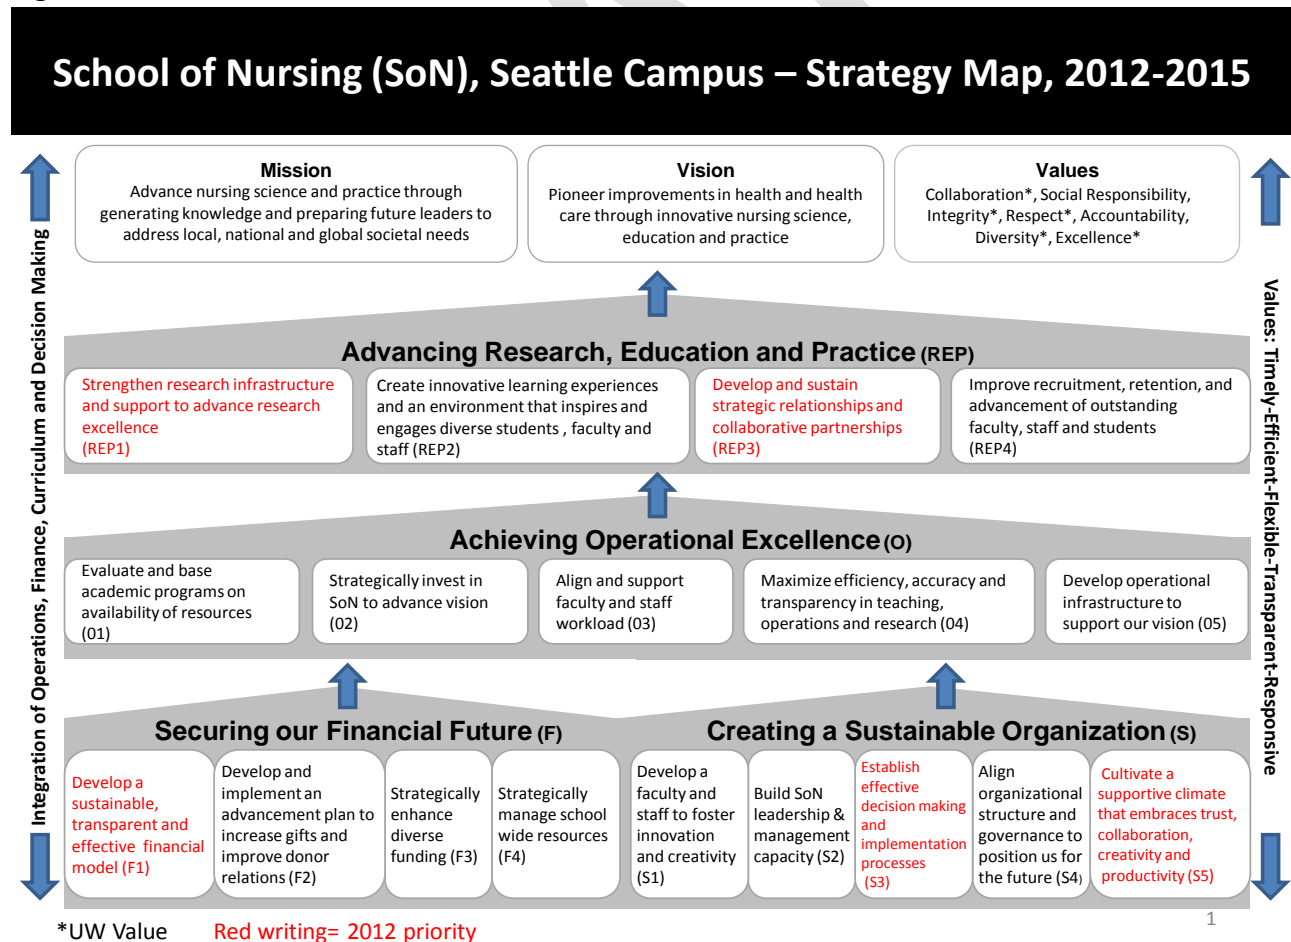 School of Nursing (SoN), Seattle Campus – Strategy Map, 2012-2015
Mission
Advance nursing science and practice through
generating knowledge and preparing future leaders to
address local, national and global societal needs
Vision
Pioneer improvements in health and health
care through innovative nursing science,
education and practice
Values
Collaboration*, Social Responsibility,
Integrity*, Respect*, Accountability,
Diversity*, Excellence*
Integration of Operations, Finance, Curriculum and Decision Making
Values: Timely-Efficient-Flexible-Transparent-Responsive
Advancing Research, Education and Practice (REP)
Strengthen research infrastructure
and support to advance research
excellence
(REP1)
Create innovative learning experiences
and an environment that inspires and
engages diverse students , faculty and
staff (REP2)
Develop and sustain
strategic relationships and
collaborative partnerships
(REP3)
Improve recruitment, retention, and
advancement of outstanding
faculty, staff and students
(REP4)
Achieving Operational Excellence (O)
Evaluate and base
academic programs on
availability of resources
(01)
Strategically invest in
SoN to advance vision
(02)
Align and support
faculty and staff
workload (03)
Maximize efficiency, accuracy and
transparency in teaching,
operations and research (04)
Develop operational
infrastructure to
support our vision (05)
Securing our Financial Future (F)
Develop a
sustainable,
transparent and
effective financial
model (F1)
Develop and
implement an
advancement plan to
increase gifts and
improve donor
relations (F2)
Strategically
enhance
diverse
funding (F3)
Strategically
manage school
wide resources
(F4)
Creating a Sustainable Organization (S)
Develop a
faculty and
staff to foster
innovation
and creativity
(S1)
Build SoN
leadership &
management
capacity (S2)
Establish
effective
decision making
and
implementation
processes
(S3)
Align
organizational
structure and
governance to
position us for
the future (S4)
Cultivate a
supportive climate
that embraces trust,
collaboration,
creativity and
productivity (S5)
*UW Value
Red writing= 2012 priority
1